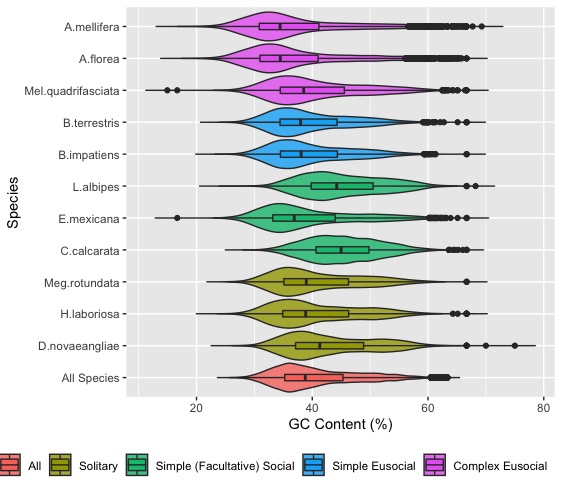 A.mellifera
A.florea
Mel.quadrifasciata
B.terrestris
B.impatiens
L.albipes
E.mexicana
C.calcarata
Meg.rotundata
H.laboriosa
D.novaeangliae
All Species
Species
20 40 60 80
GC Content (%)
All Solitary Simple (Facultative) Social Simple Eusocial Complex Eusocial